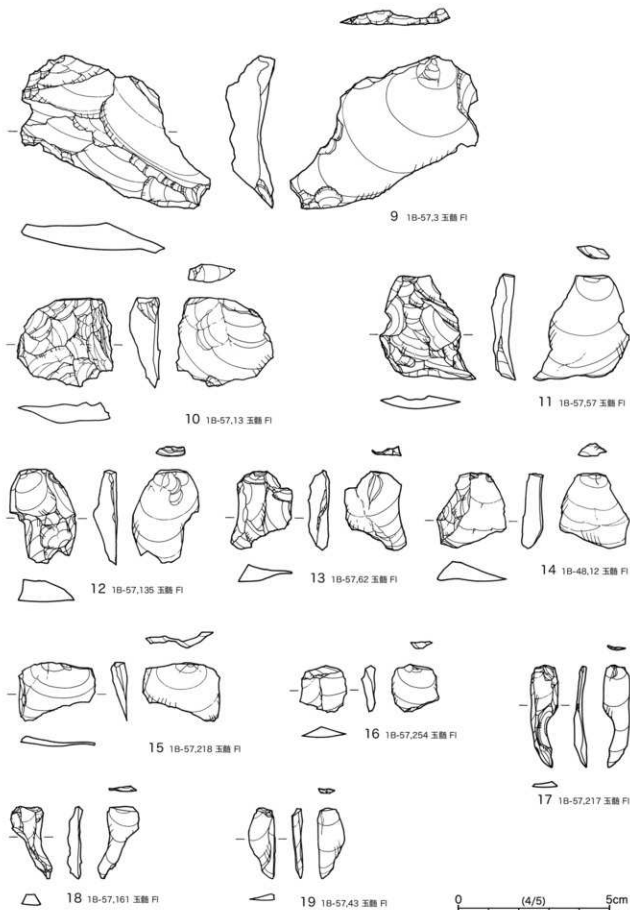 9 1B-57,3 玉髄 Fl
10 1B-57,13 玉髄 Fl
11 1B-57,57 玉髄 Fl
12 1B-57,135 玉髄 Fl
13 1B-57,62 玉髄 Fl
14 1B-48,12 玉髄 Fl
15 1B-57,218 玉髄 Fl
16 1B-57,254 玉髄 Fl
17 1B-57,217 玉髄 Fl
18 1B-57,161 玉髄 Fl
19 1B-57,43 玉髄 Fl
0 (4/5) 5cm